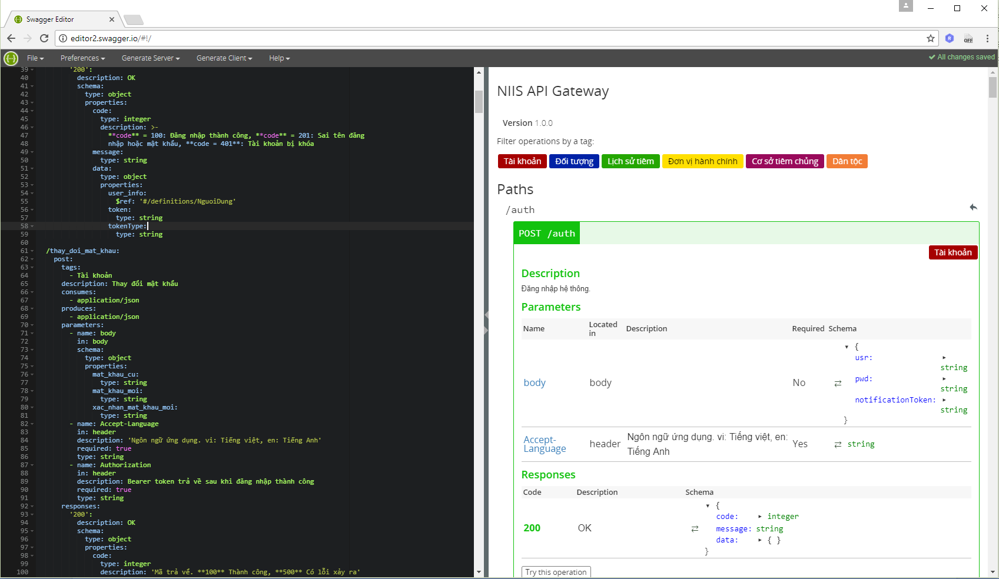 Swagger Editor
editor2.swagger.io/#!/
OFF
File Preferences Generate Server Generate Client Help
All changes saved
39 '200':
40 description: OK
41 schema:
42 type: object
43 properties:
44 code:
45 type: integer
46 description: >-
47 **code** = 100: Đăng nhập thành công, **code** = 201: Sai tên đăng
48 nhập hoặc mật khẩu, **code = 401**: Tài khoản bị khóa
49 message:
50 type: string
51 data:
52 type: object
53 properties:
54 user_info:
55 $ref: '#/definitions/NguoiDung'
56 token:
57 type: string
58 tokenType:
59 type: string
60
61 /thay_doi_mat_khau:
62 post:
63 tags:
64 - Tài khoản
65 description: Thay đổi mật khẩu
66 consumes:
67 - application/json
68 produces:
69 - application/json
70 parameters:
71 - name: body
72 in: body
73 schema:
74 type: object
75 properties:
76 mat_khau_cu:
77 type: string
78 mat_khau_moi:
79 type: string
80 xac_nhan_mat_khau_moi:
81 type: string
82 - name: Accept-Language
83 in: header
84 description: 'Ngôn ngữ ứng dụng. vi: Tiếng việt, en: Tiếng Anh'
85 required: true
86 type: string
87 - name: Authorization
88 in: header
89 description: Bearer token trả về sau khi đăng nhập thành công
90 required: true
91 type: string
92 responses:
93 '200':
94 description: OK
95 schema:
96 type: object
97 properties:
98 code:
99 type: integer
100 description: 'Mã trả về. **100** Thành công, **500** Có lỗi xảy ra'
NIIS API Gateway
Version 1.0.0
Filter operations by a tag:
Tài khoản Đối tượng Lịch sử tiêm Đơn vị hành chính Cơ sở tiêm chủng Dân tộc
Paths
/auth
POST /auth
Tài khoản
Description
Đăng nhập hệ thống.
Parameters
Name Located in Description Required Schema
body body No
{
usr: string
pwd: string
notificationToken: string
}
Accept-Language header Ngôn ngữ ứng dụng. vi: Tiếng việt, en: Tiếng Anh Yes string
Responses
Code Description Schema
200 OK
{
code: integer
message: string
data: { }
}
Try this operation